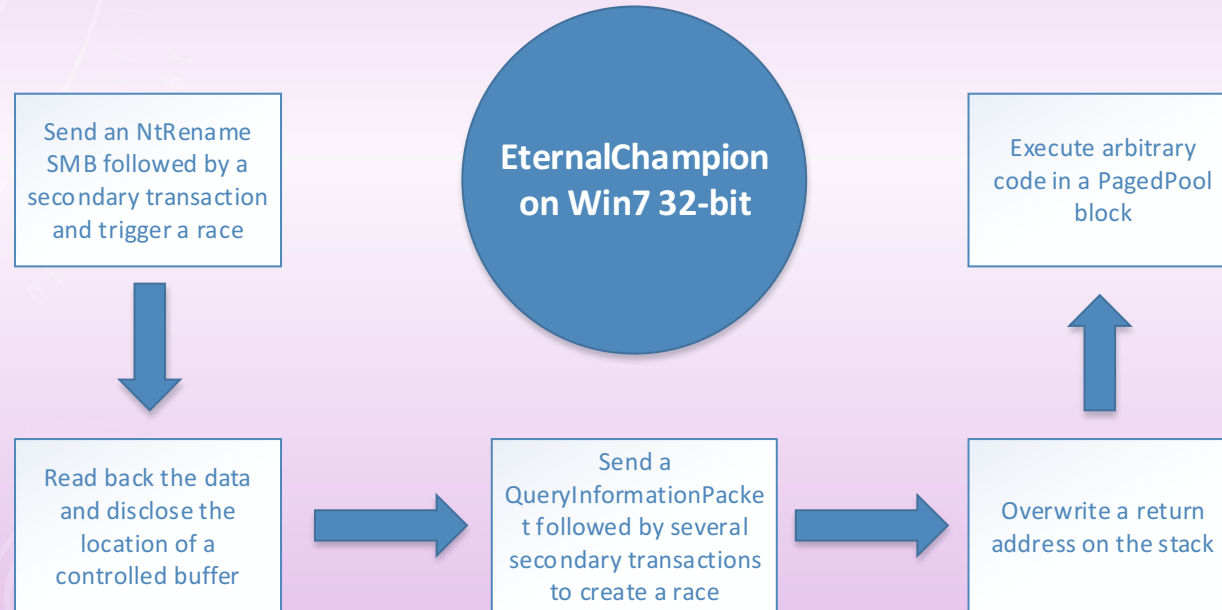 Send an NtRename
SMB followed by a
secondary transaction
and trigger a race
EternalChampion
on Win7 32-bit
Execute arbitrary
code in a PagedPool
block
Read back the data
and disclose the
location of a
controlled buffer
Send a
QueryInformationPacke
t followed by several
secondary transactions
to create a race
Overwrite a return
address on the stack